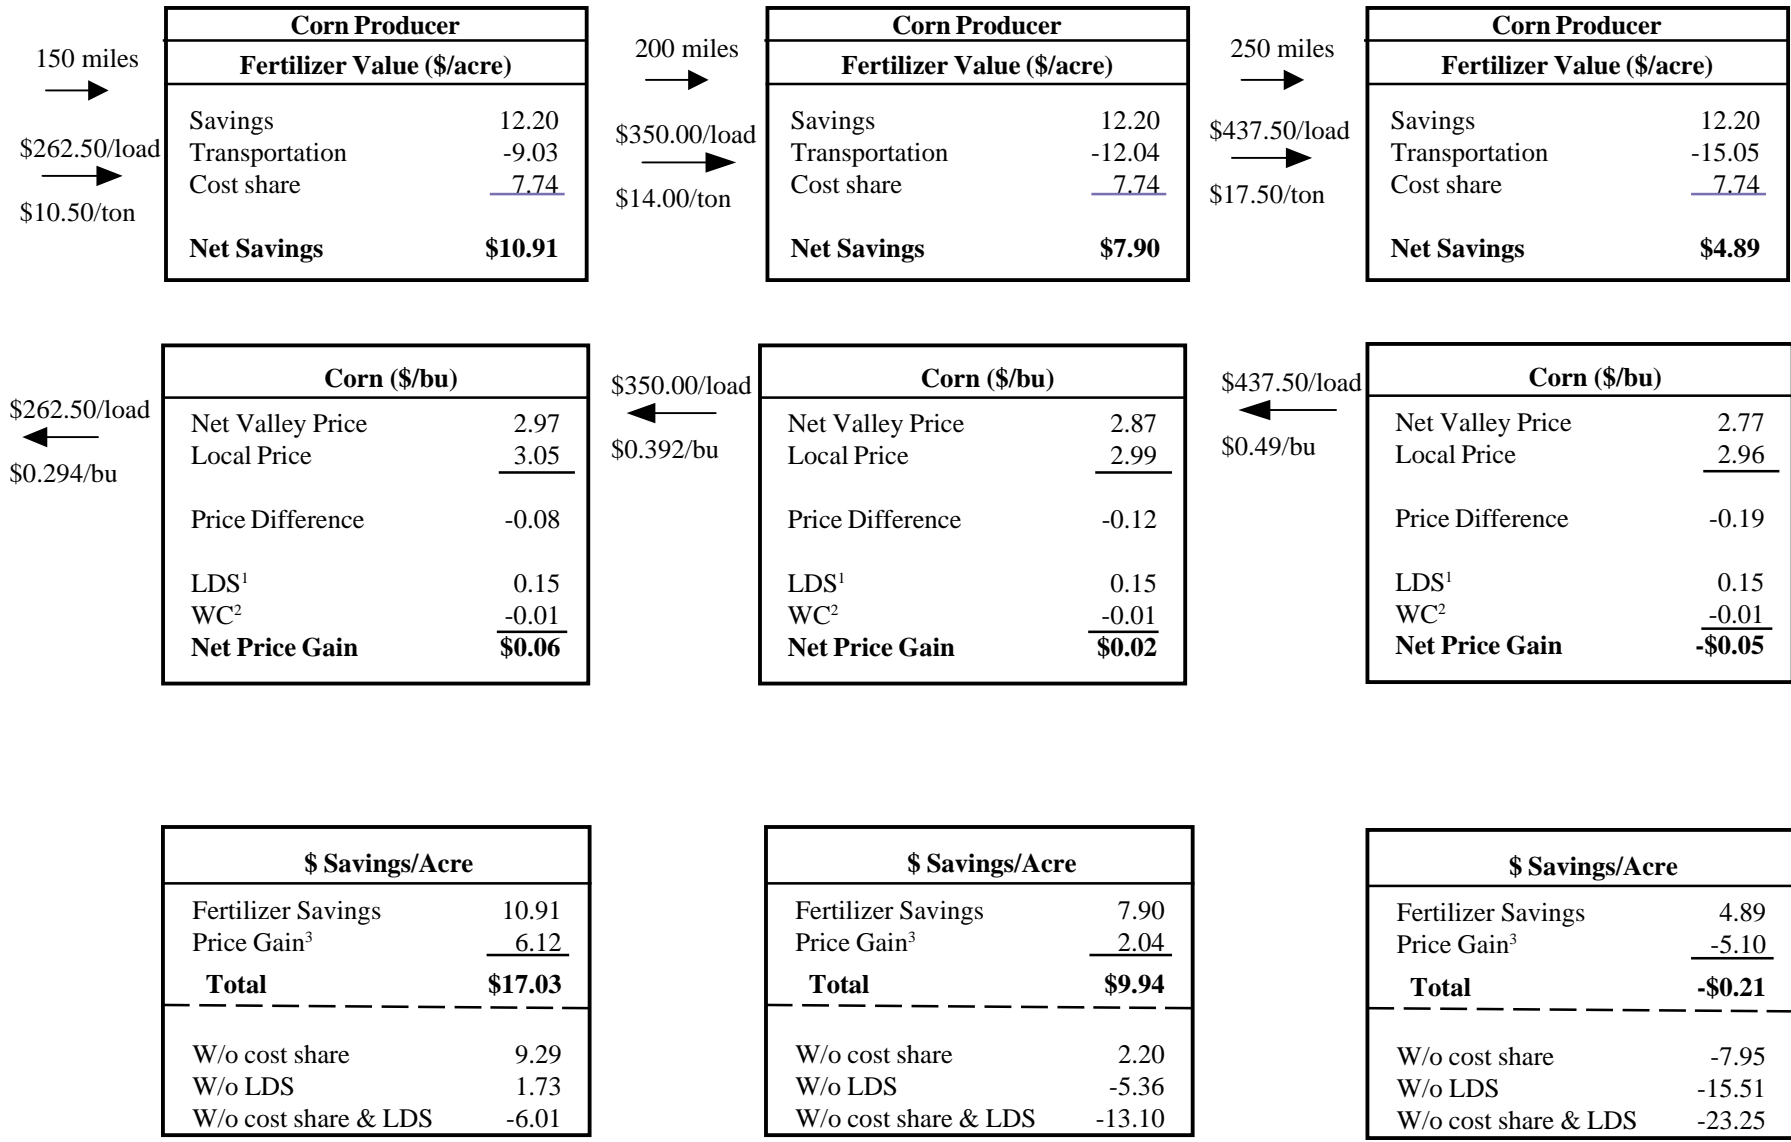 150 miles
$262.50/load
$10.50/ton
Corn Producer
Fertilizer Value ($/acre)
Savings 12.20
Transportation -9.03
Cost share 7.74
Net Savings $10.91
200 miles
$350.00/load
$14.00/ton
Corn Producer
Fertilizer Value ($/acre)
Savings 12.20
Transportation -12.04
Cost share 7.74
Net Savings $7.90
250 miles
$437.50/load
$17.50/ton
Corn Producer
Fertilizer Value ($/acre)
Savings 12.20
Transportation -15.05
Cost share 7.74
Net Savings $4.89
$262.50/load
$0.294/bu
Corn ($/bu)
Net Valley Price 2.97
Local Price 3.05
Price Difference -0.08
LDS¹ 0.15
WC² -0.01
Net Price Gain $0.06
$350.00/load
$0.392/bu
Corn ($/bu)
Net Valley Price 2.87
Local Price 2.99
Price Difference -0.12
LDS¹ 0.15
WC² -0.01
Net Price Gain $0.02
$437.50/load
$0.49/bu
Corn ($/bu)
Net Valley Price 2.77
Local Price 2.96
Price Difference -0.19
LDS¹ 0.15
WC² -0.01
Net Price Gain -$0.05
$ Savings/Acre
Fertilizer Savings 10.91
Price Gain³ 6.12
Total $17.03
W/o cost share 9.29
W/o LDS 1.73
W/o cost share & LDS -6.01
$ Savings/Acre
Fertilizer Savings 7.90
Price Gain³ 2.04
Total $9.94
W/o cost share 2.20
W/o LDS -5.36
W/o cost share & LDS -13.10
$ Savings/Acre
Fertilizer Savings 4.89
Price Gain³ -5.10
Total -$0.21
W/o cost share -7.95
W/o LDS -15.51
W/o cost share & LDS -23.25